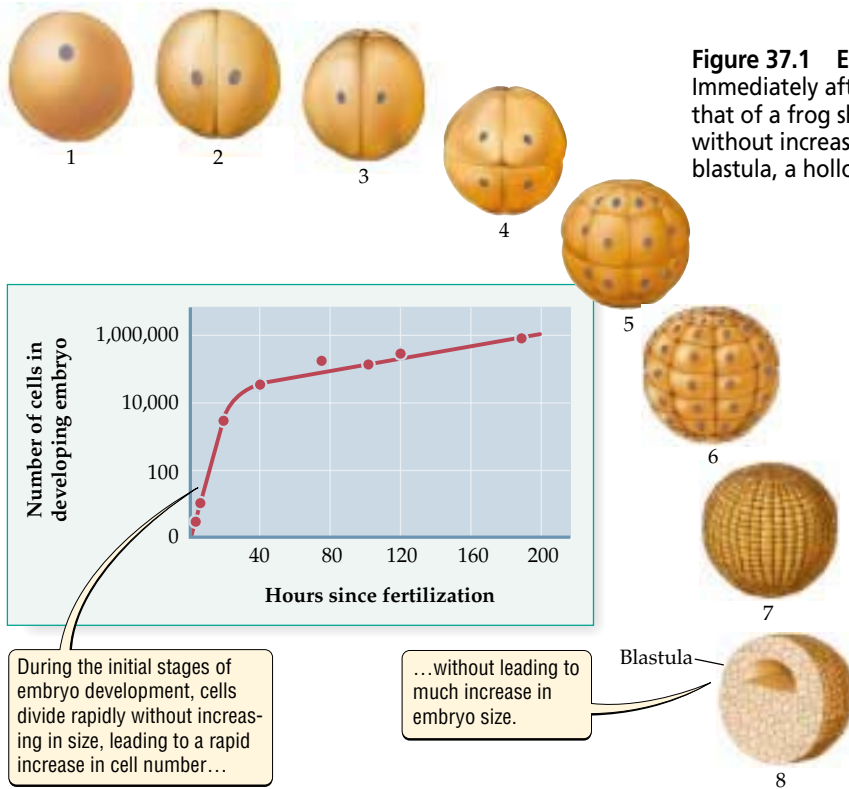 Figure 37.1 E
Immediately aft
that of a frog sl
without increas
blastula, a hollo
1
2
3
4
5
6
7
8
Number of cells in
developing embryo
1,000,000
10,000
100
0
40 80 120 160 200
Hours since fertilization
During the initial stages of
embryo development, cells
divide rapidly without increas-
ing in size, leading to a rapid
increase in cell number…
…without leading to
much increase in
embryo size.
Blastula